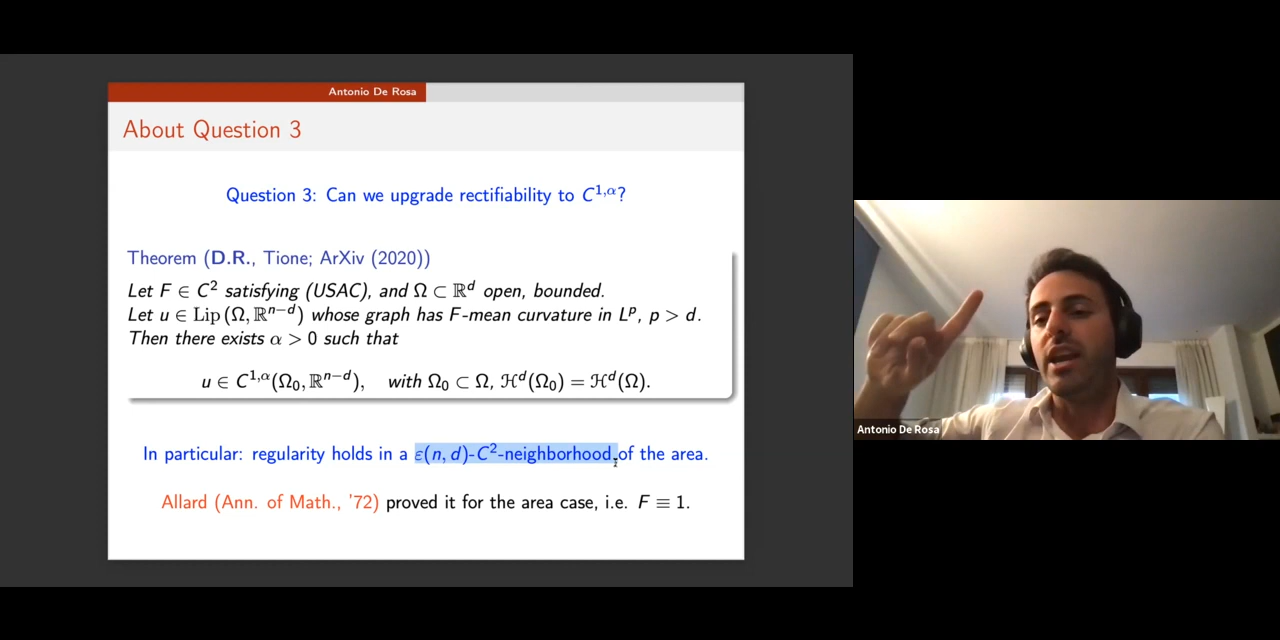 Antonio De Rosa
About Question 3
Question 3: Can we upgrade rectifiability to C^{1,α}?
Theorem (D.R., Tione; ArXiv (2020))
Let F ∈ C² satisfying (USAC), and Ω ⊂ ℝ^d open, bounded.
Let u ∈ Lip (Ω, ℝ^{n−d}) whose graph has F-mean curvature in L^p, p > d.
Then there exists α > 0 such that
u ∈ C^{1,α}(Ω₀, ℝ^{n−d}), with Ω₀ ⊂ Ω, ℋ^d(Ω₀) = ℋ^d(Ω).
In particular: regularity holds in a ε(n, d)-C²-neighborhood of the area.
Allard (Ann. of Math., '72) proved it for the area case, i.e. F ≡ 1.
Antonio De Rosa